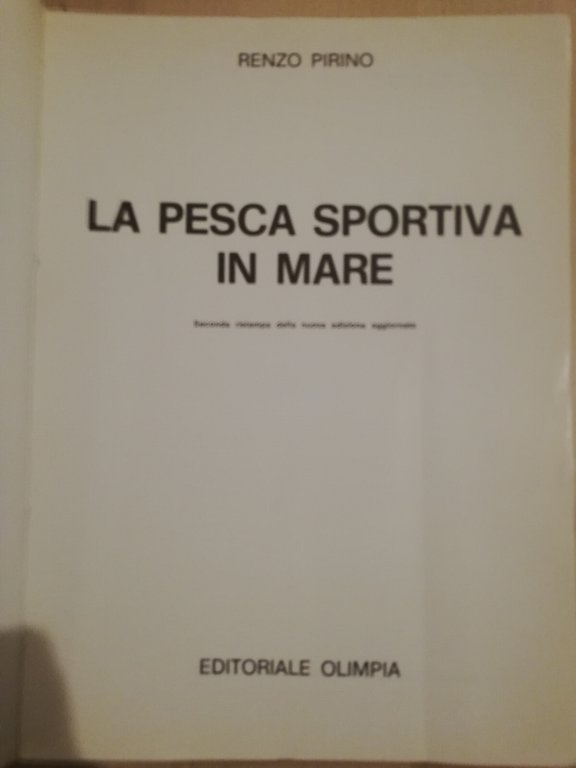 RENZO PIRINO
LA PESCA SPORTIVA
IN MARE
Seconda ristampa della nuova edizione aggiornata
EDITORIALE OLIMPIA